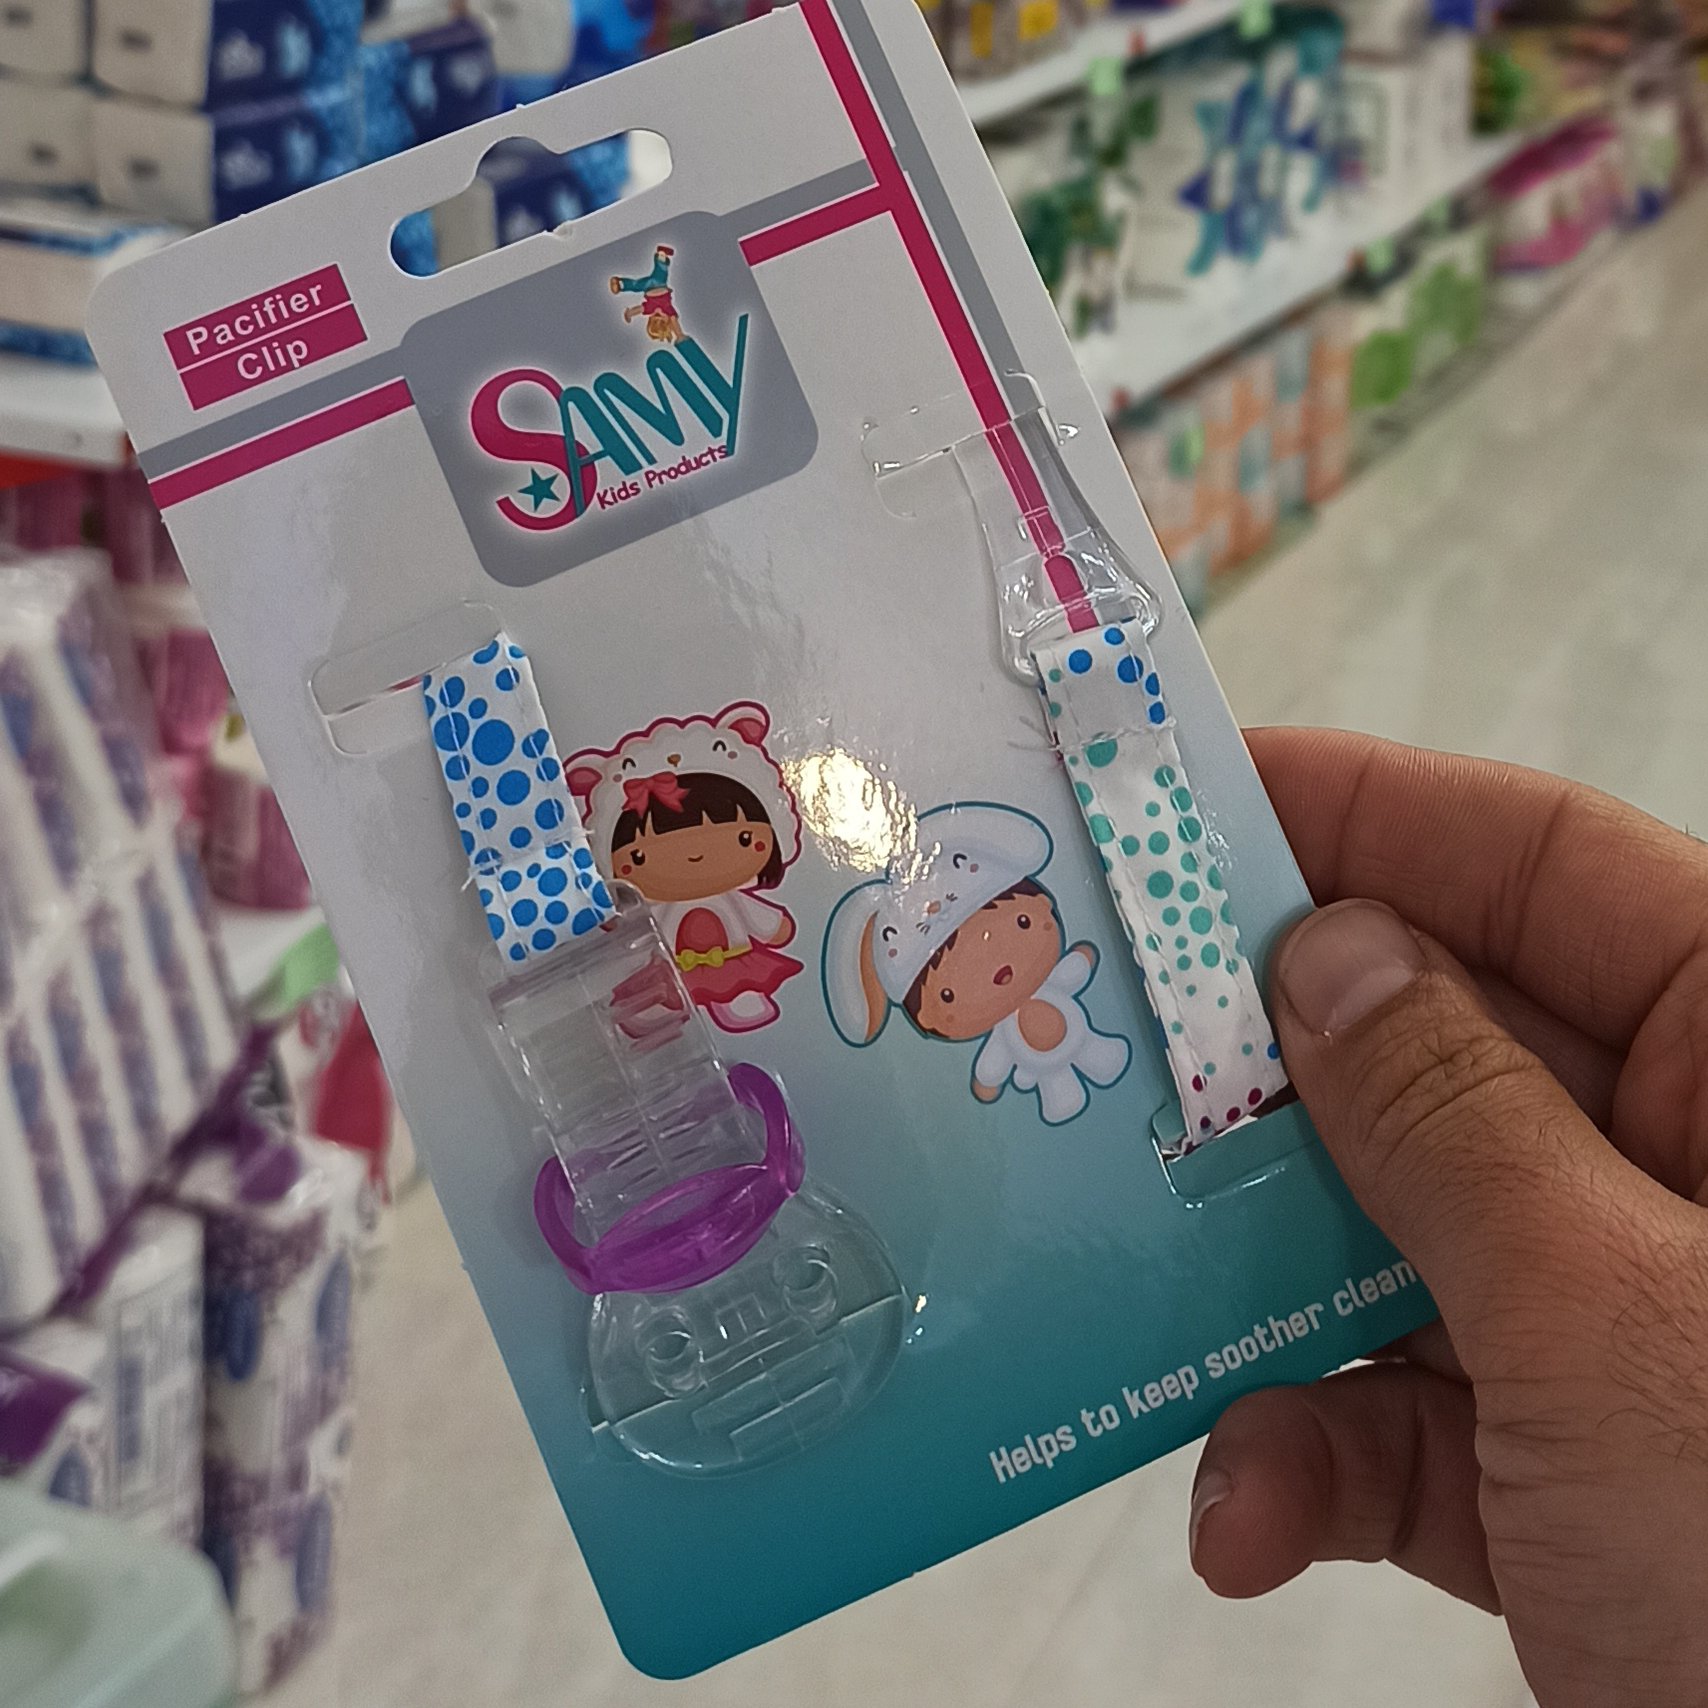 Pacifier
Clip
SAMY
Kids Products
Helps to keep soother clean